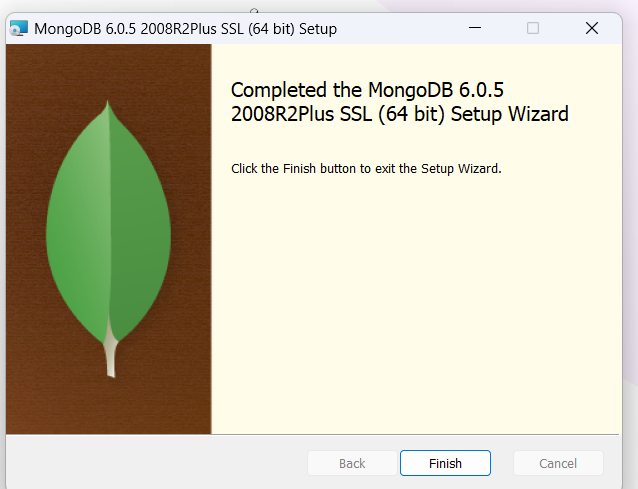 MongoDB 6.0.5 2008R2Plus SSL (64 bit) Setup
Completed the MongoDB 6.0.5
2008R2Plus SSL (64 bit) Setup Wizard
Click the Finish button to exit the Setup Wizard.
Back
Finish
Cancel